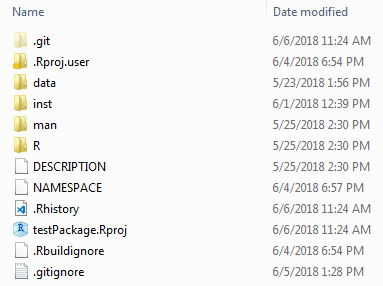 Name Date modified
.git 6/6/2018 11:24 AM
.Rproj.user 6/4/2018 6:54 PM
data 5/23/2018 1:56 PM
inst 6/1/2018 12:39 PM
man 5/25/2018 2:30 PM
R 5/25/2018 2:30 PM
DESCRIPTION 5/25/2018 2:30 PM
NAMESPACE 6/4/2018 6:57 PM
.Rhistory 6/6/2018 11:24 AM
testPackage.Rproj 6/6/2018 11:24 AM
.Rbuildignore 6/4/2018 6:54 PM
.gitignore 6/5/2018 1:28 PM